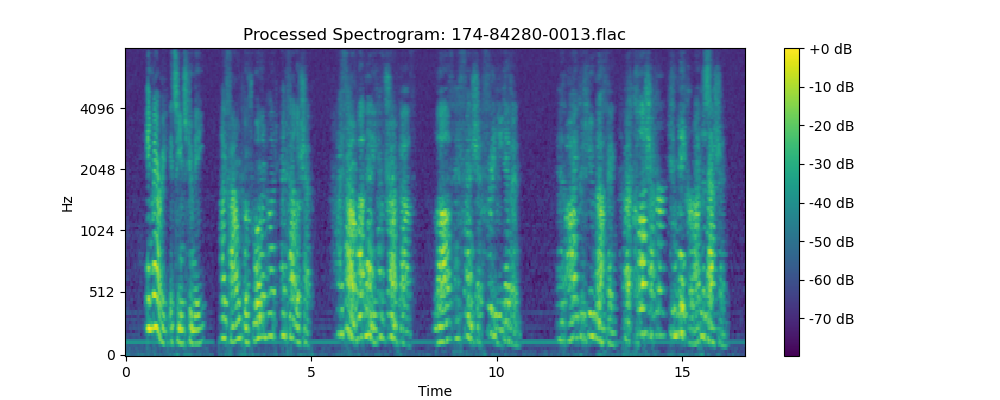 Processed Spectrogram: 174-84280-0013.flac
Hz
4096
2048
1024
512
0
0 5 10 15
Time
+0 dB
-10 dB
-20 dB
-30 dB
-40 dB
-50 dB
-60 dB
-70 dB